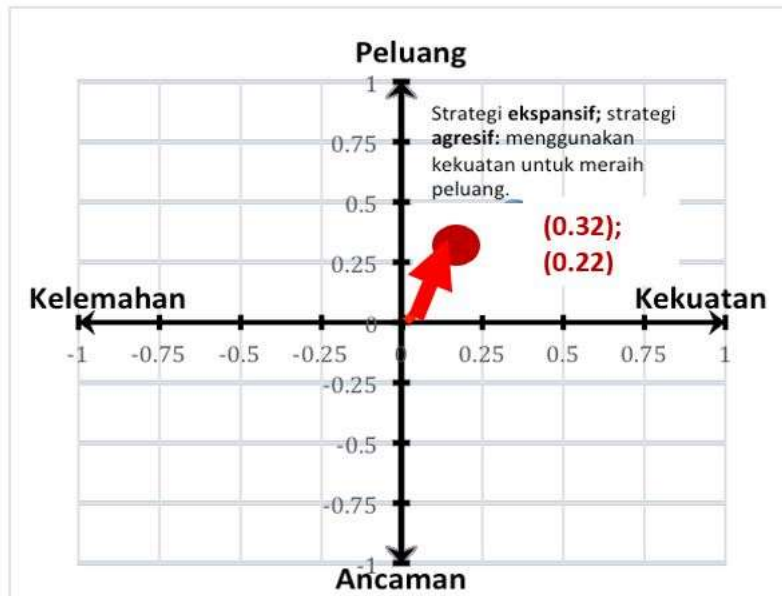 Peluang
1
Strategi ekspansif; strategi
agresif: menggunakan
kekuatan untuk meraih
peluang.
0.75
0.5
(0.32);
(0.22)
0.25
Kelemahan
Kekuatan
0
-1 -0.75 -0.5 -0.25 0 0.25 0.5 0.75 1
-0.25
-0.5
-0.75
-1
Ancaman